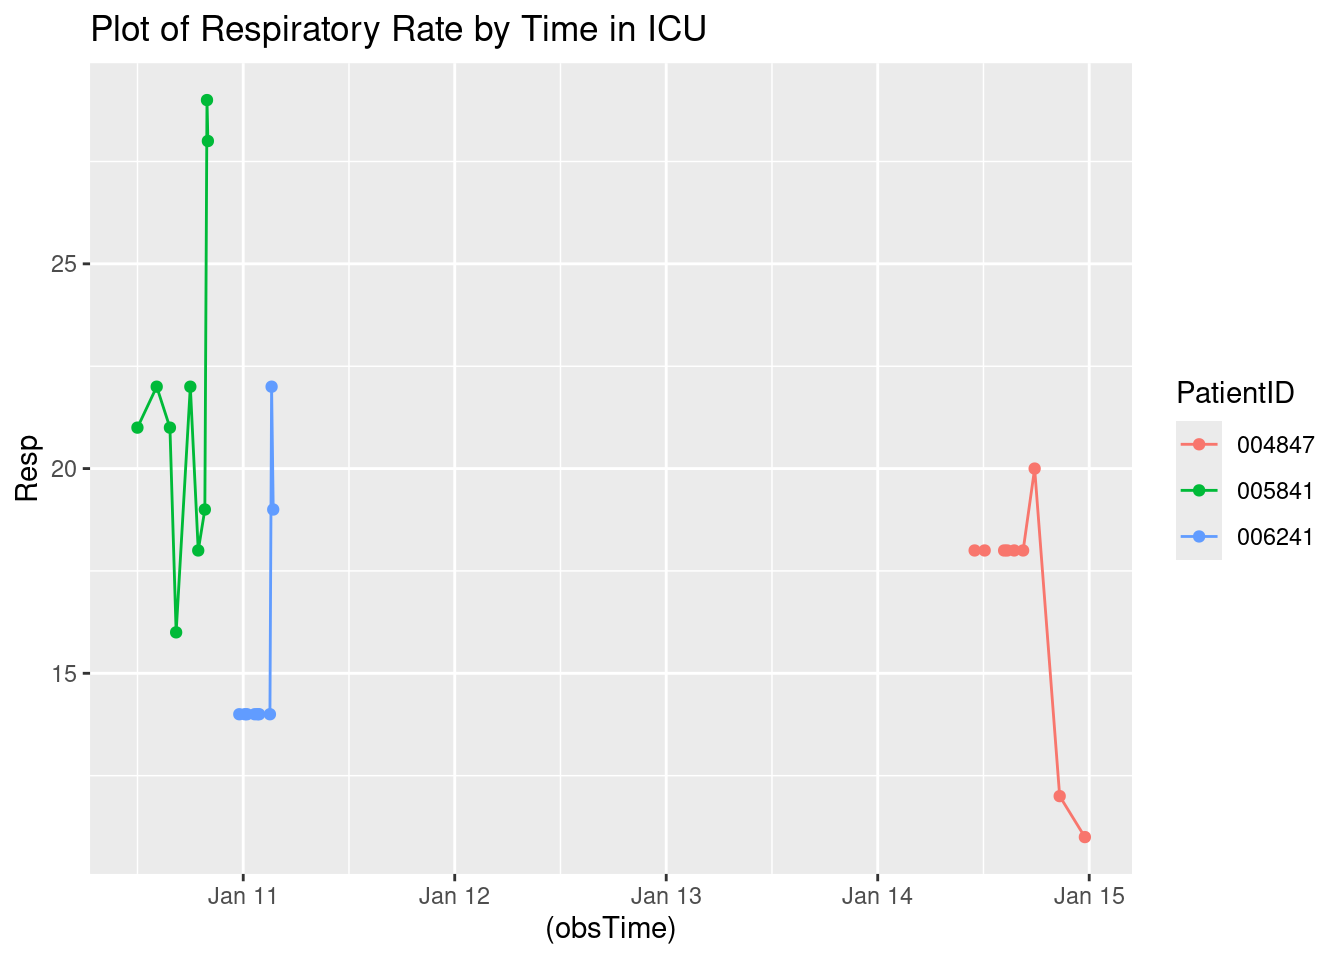 Plot of Respiratory Rate by Time in ICU
Resp
25
20
15
Jan 11 Jan 12 Jan 13 Jan 14 Jan 15
(obsTime)
PatientID
004847
005841
006241